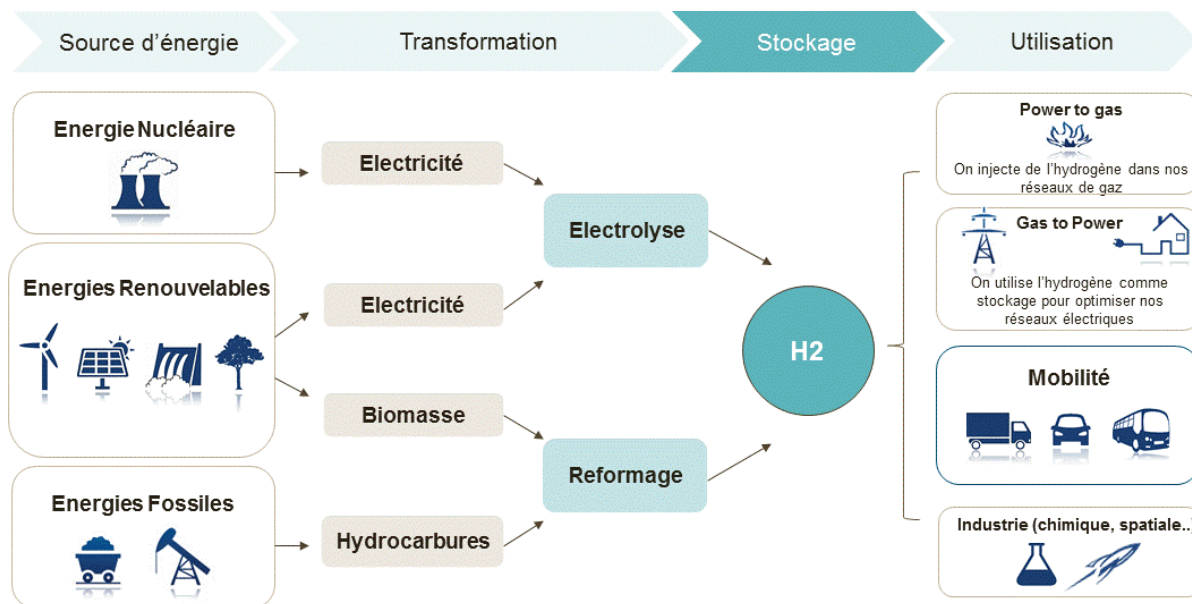 Source d'énergie
Transformation
Stockage
Utilisation
Energie Nucléaire
Energies Renouvelables
Energies Fossiles
Electricité
Electricité
Biomasse
Hydrocarbures
Electrolyse
Reformage
H2
Power to gas
On injecte de l'hydrogène dans nos
réseaux de gaz
Gas to Power
On utilise l'hydrogène comme
stockage pour optimiser nos
réseaux électriques
Mobilité
Industrie (chimique, spatiale..)